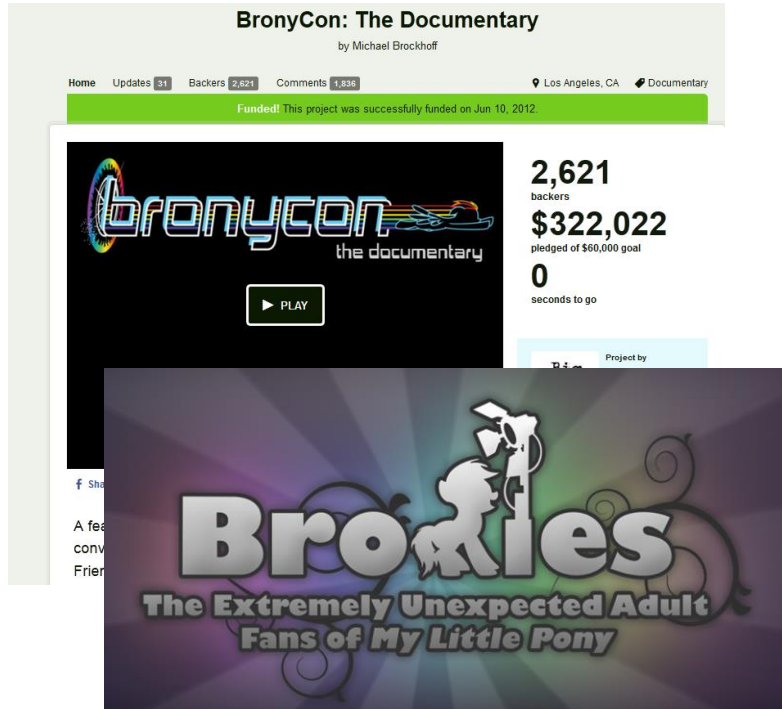 BronyCon: The Documentary
by Michael Brockhoff
Home Updates 31 Backers 2,621 Comments 1,836 Los Angeles, CA Documentary
Funded! This project was successfully funded on Jun 10, 2012.
bronycon
the documentary
PLAY
2,621
backers
$322,022
pledged of $60,000 goal
0
seconds to go
Project by
Big
f Sha
A fea
conv
Frien
Bronies
The Extremely Unexpected Adult
Fans of My Little Pony